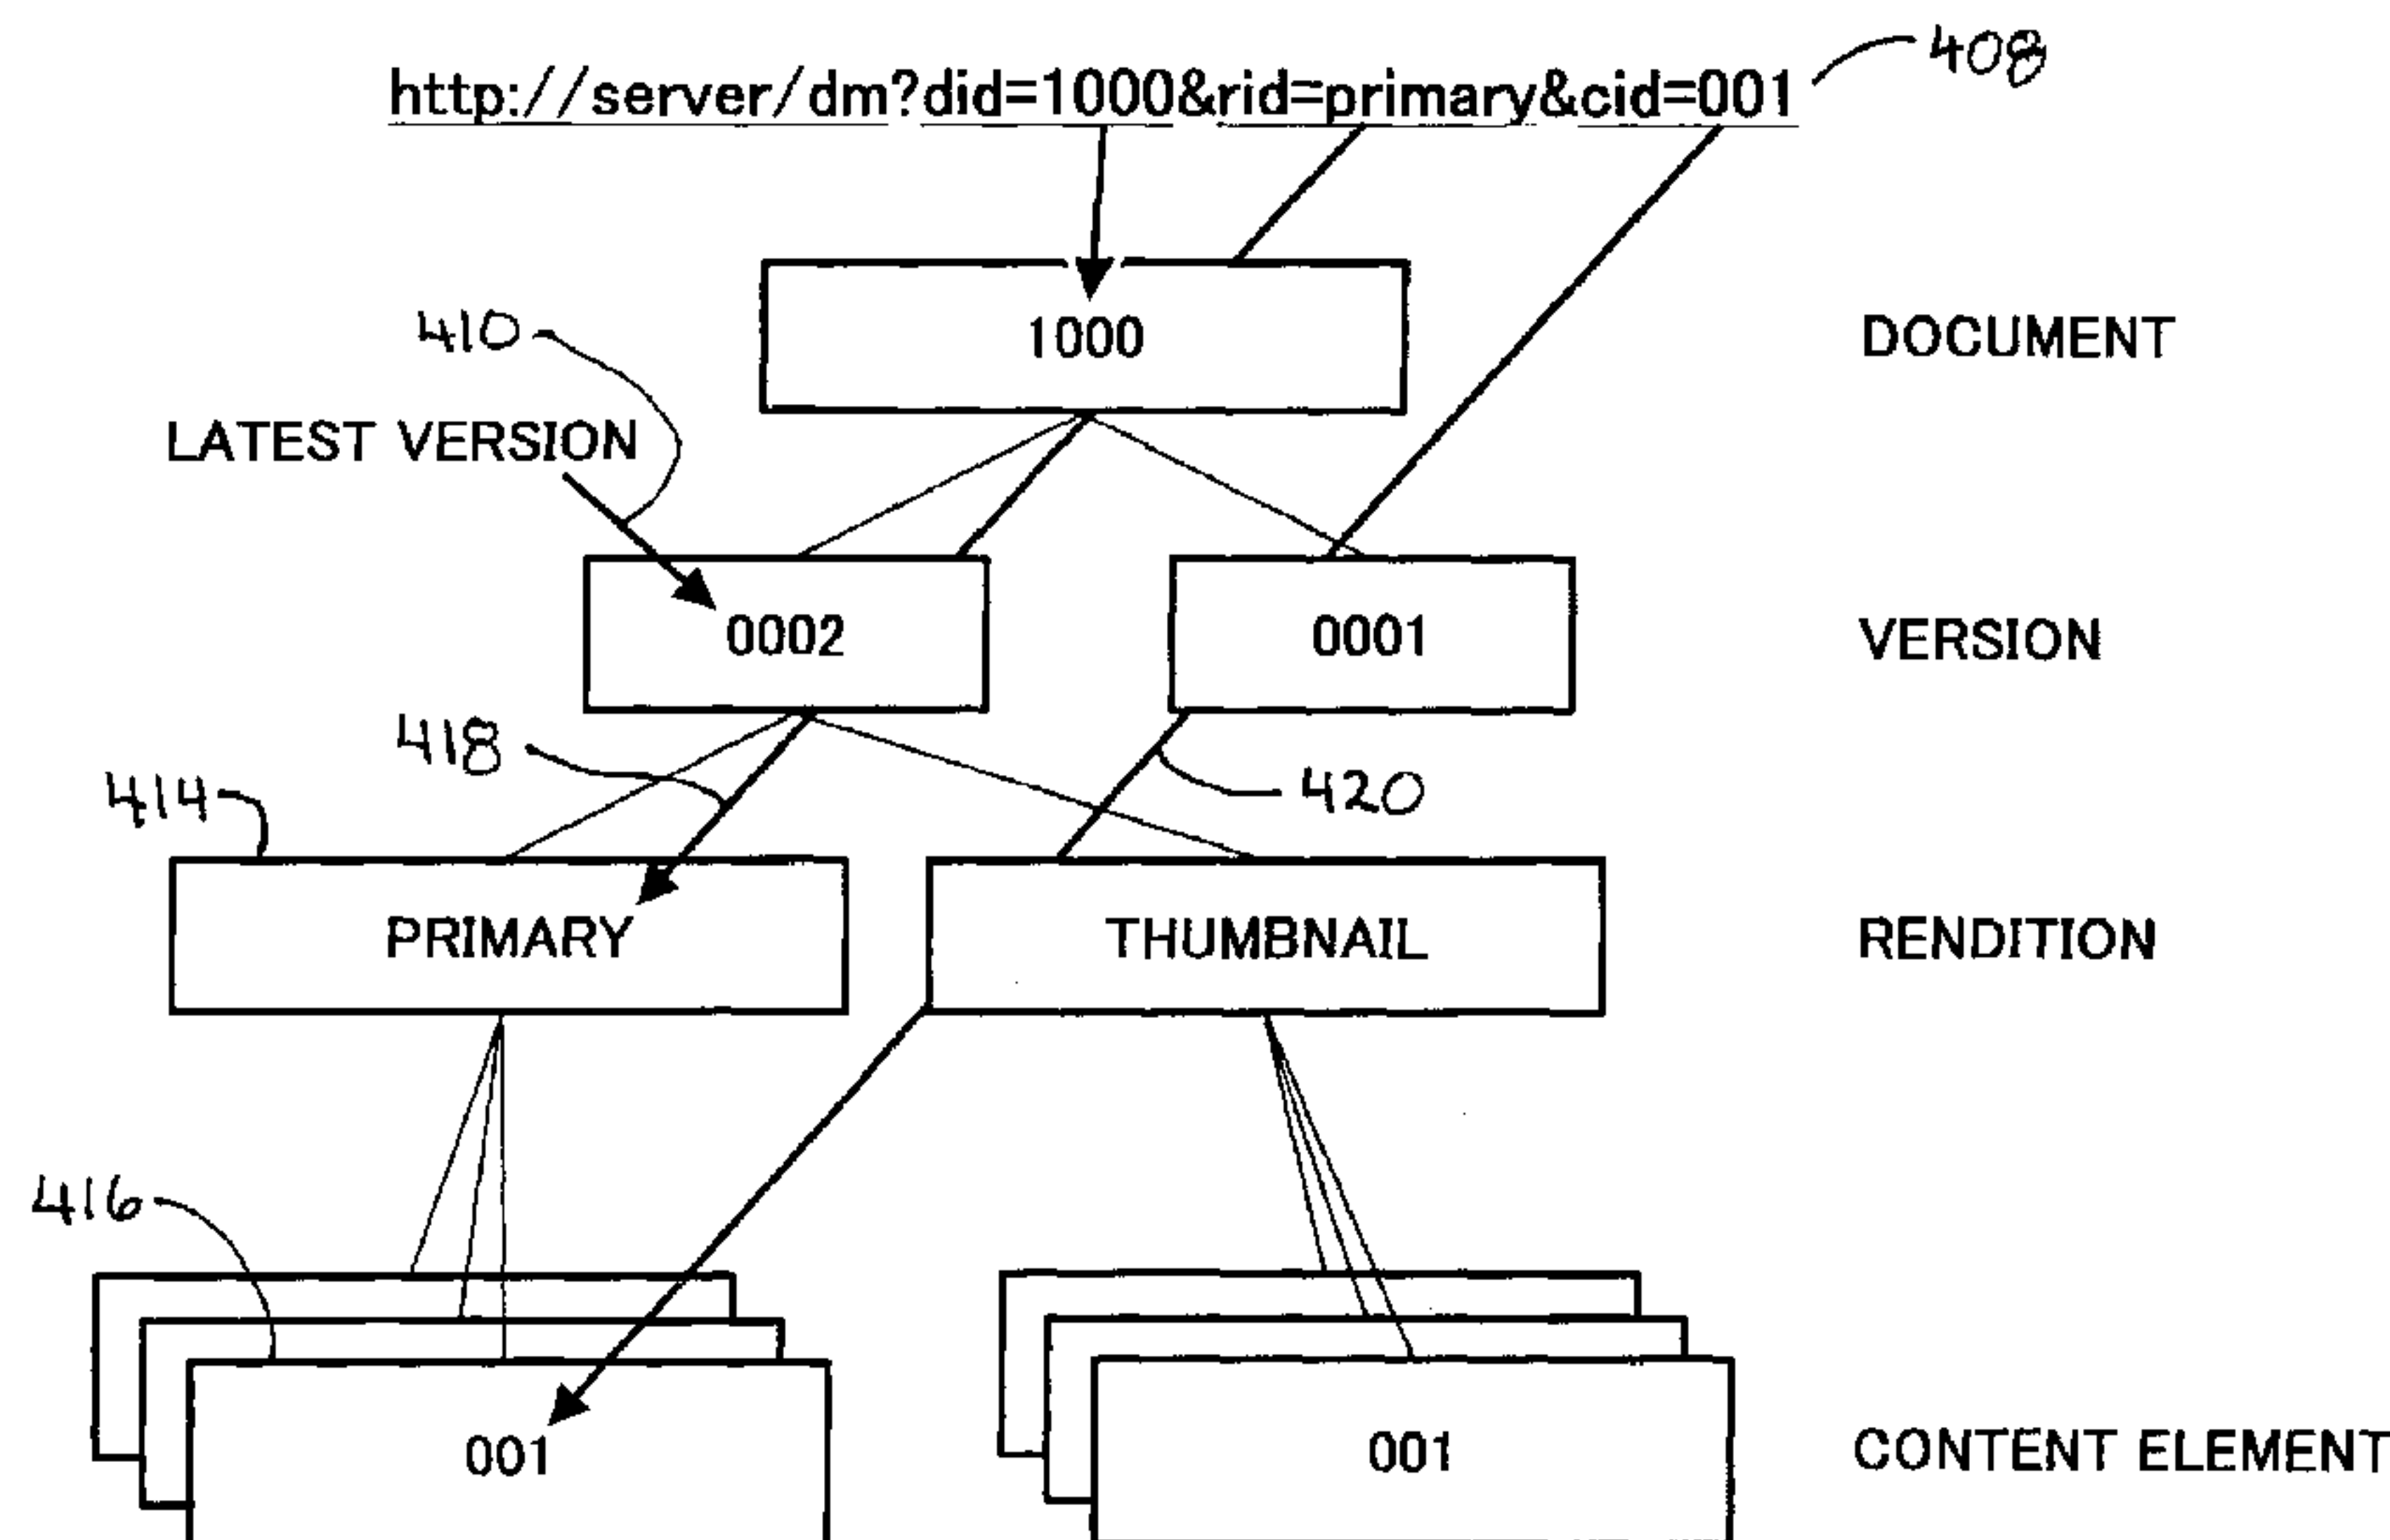 http://server/dm?did=1000&rid=primary&cid=001 408
1000 DOCUMENT
410
LATEST VERSION
0002 0001 VERSION
418
414 420
PRIMARY THUMBNAIL RENDITION
416
001 001 CONTENT ELEMENT